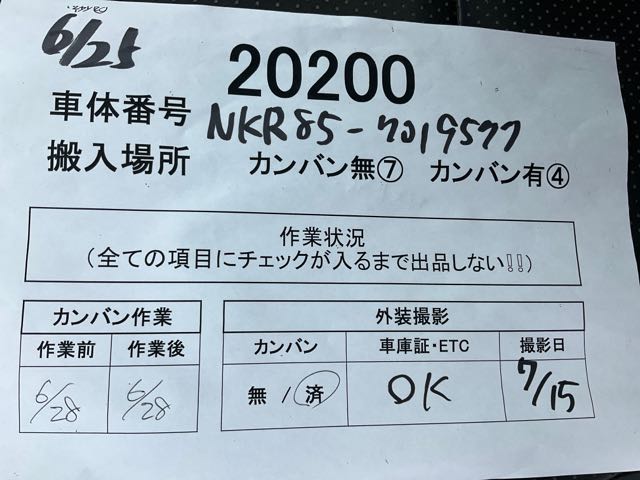 6/25
20200
車体番号 NKR85-7019577
搬入場所 カンバン無⑦ カンバン有④
作業状況
(全ての項目にチェックが入るまで出品しない!!)
カンバン作業
作業前 作業後
6/28 6/28
外装撮影
カンバン 車庫証・ETC 撮影日
無 / 済 OK 7/15